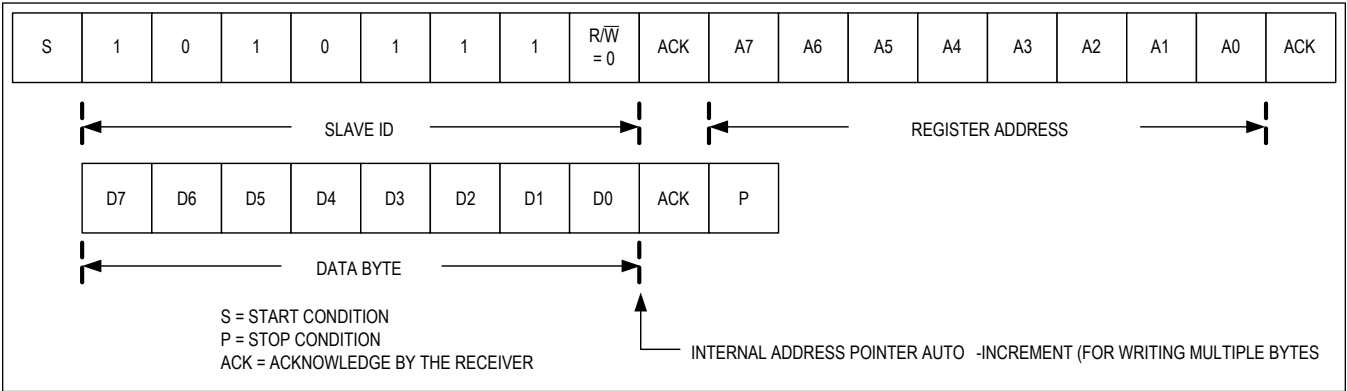 S 1 0 1 0 1 1 1 R/W̅ = 0 ACK A7 A6 A5 A4 A3 A2 A1 A0 ACK
SLAVE ID REGISTER ADDRESS
D7 D6 D5 D4 D3 D2 D1 D0 ACK P
DATA BYTE
S = START CONDITION
P = STOP CONDITION
ACK = ACKNOWLEDGE BY THE RECEIVER
INTERNAL ADDRESS POINTER AUTO -INCREMENT (FOR WRITING MULTIPLE BYTES